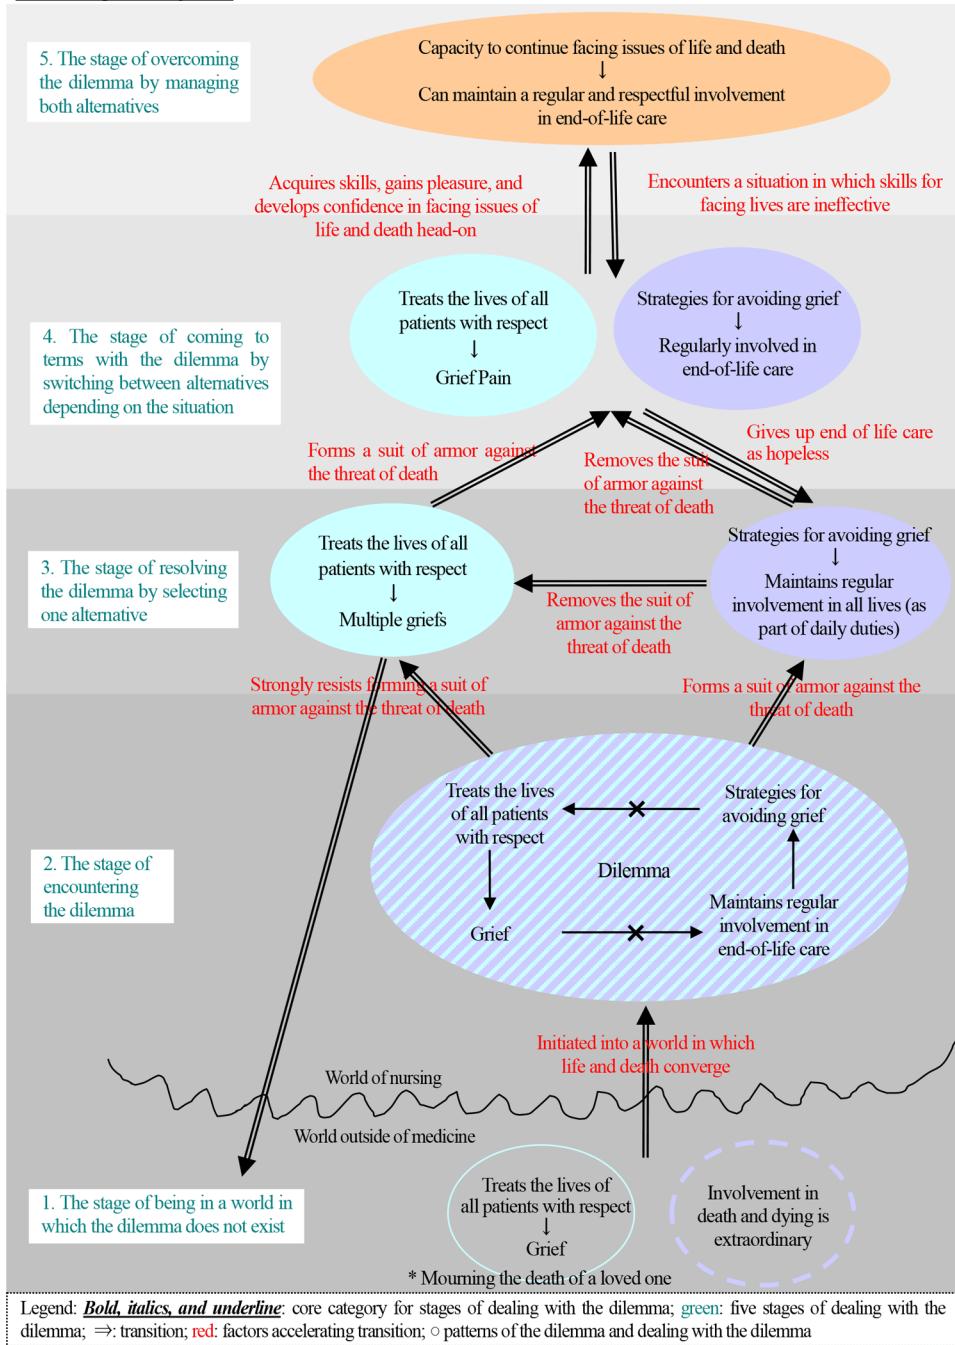 5. The stage of overcoming
the dilemma by managing
both alternatives
Capacity to continue facing issues of life and death
↓
Can maintain a regular and respectful involvement
in end-of-life care
Acquires skills, gains pleasure, and
develops confidence in facing issues of
life and death head-on
Encounters a situation in which skills for
facing lives are ineffective
4. The stage of coming to
terms with the dilemma by
switching between alternatives
depending on the situation
Treats the lives of all
patients with respect
↓
Grief Pain
Strategies for avoiding grief
↓
Regularly involved in
end-of-life care
Forms a suit of armor against
the threat of death
Removes the suit
of armor against
the threat of death
Gives up end of life care
as hopeless
3. The stage of resolving
the dilemma by selecting
one alternative
Treats the lives of all
patients with respect
↓
Multiple griefs
Strategies for avoiding grief
↓
Maintains regular
involvement in all lives (as
part of daily duties)
Removes the suit of
armor against the
threat of death
Strongly resists forming a suit of
armor against the threat of death
Forms a suit of armor against the
threat of death
2. The stage of
encountering
the dilemma
Treats the lives
of all patients
with respect
Strategies for
avoiding grief
Dilemma
Grief
Maintains regular
involvement in
end-of-life care
Initiated into a world in which
life and death converge
World of nursing
World outside of medicine
1. The stage of being in a world in
which the dilemma does not exist
Treats the lives of
all patients with respect
↓
Grief
* Mourning the death of a loved one
Involvement in
death and dying is
extraordinary
Legend: Bold, italics, and underline: core category for stages of dealing with the dilemma; green: five stages of dealing with the
dilemma; ⇒: transition; red: factors accelerating transition; ○ patterns of the dilemma and dealing with the dilemma